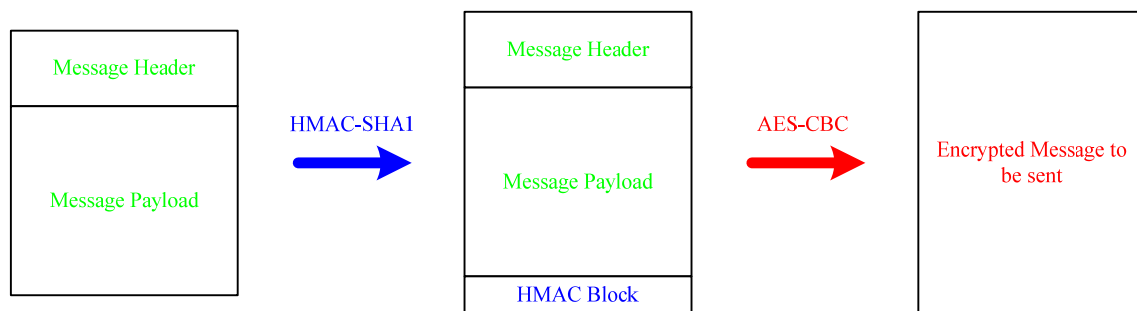 Message Header
Message Payload
HMAC-SHA1
Message Header
Message Payload
HMAC Block
AES-CBC
Encrypted Message to
be sent